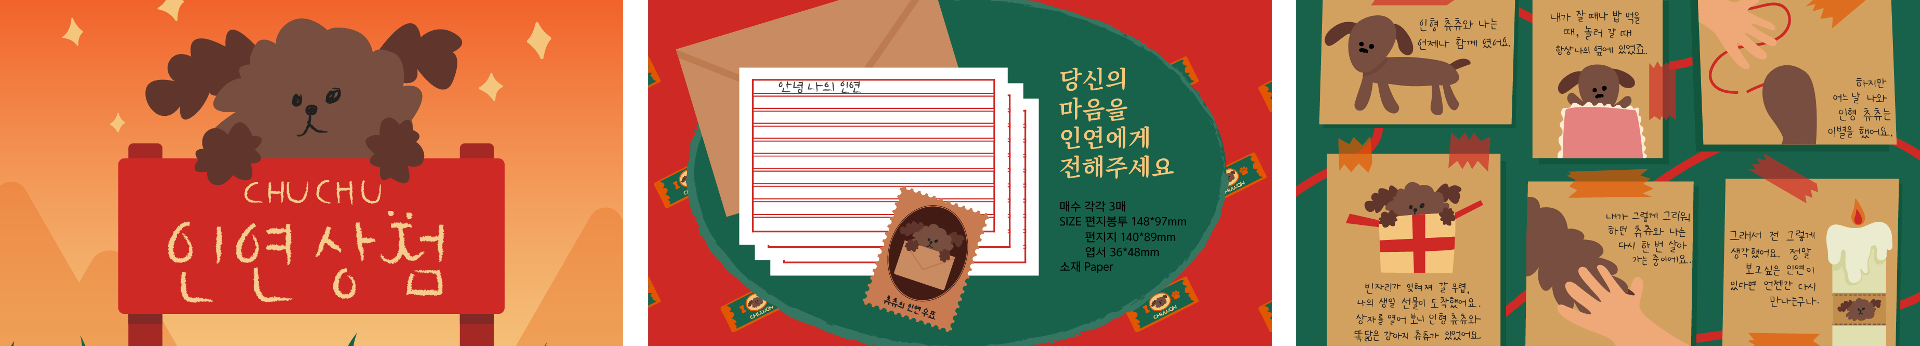 CHUCHU
인연상점
안녕 나의 인연
당신의
마음을
인연에게
전해주세요
매수 각각 3매
SIZE 편지봉투 148*97mm
편지지 140*89mm
엽서 36*48mm
소재 Paper
츄츄의 인연우표
CHUCHU
CHUCHU
CHUCHU
인형 츄츄와 나는
언제나 함께 였어요.
내가 잘 때나 밥 먹을
때, 놀러 갈 때
항상 나의 옆에 있었죠.
하지만
어느날 나와
인형 츄츄는
이별을 했어요.
빈자리가 잊혀져 갈 무렵,
나의 생일 선물이 도착했어요.
상자를 열어 보니 인형 츄츄와
똑 닮은 강아지 츄츄가 있었어요.
내가 그렇게 그리워
하던 츄츄와 나는
다시 한 번 살아
가는 중이에요.
그래서 전 그렇게
생각했어요. 정말
보고싶은 인연이
있다면 언젠간 다시
만나는구나.